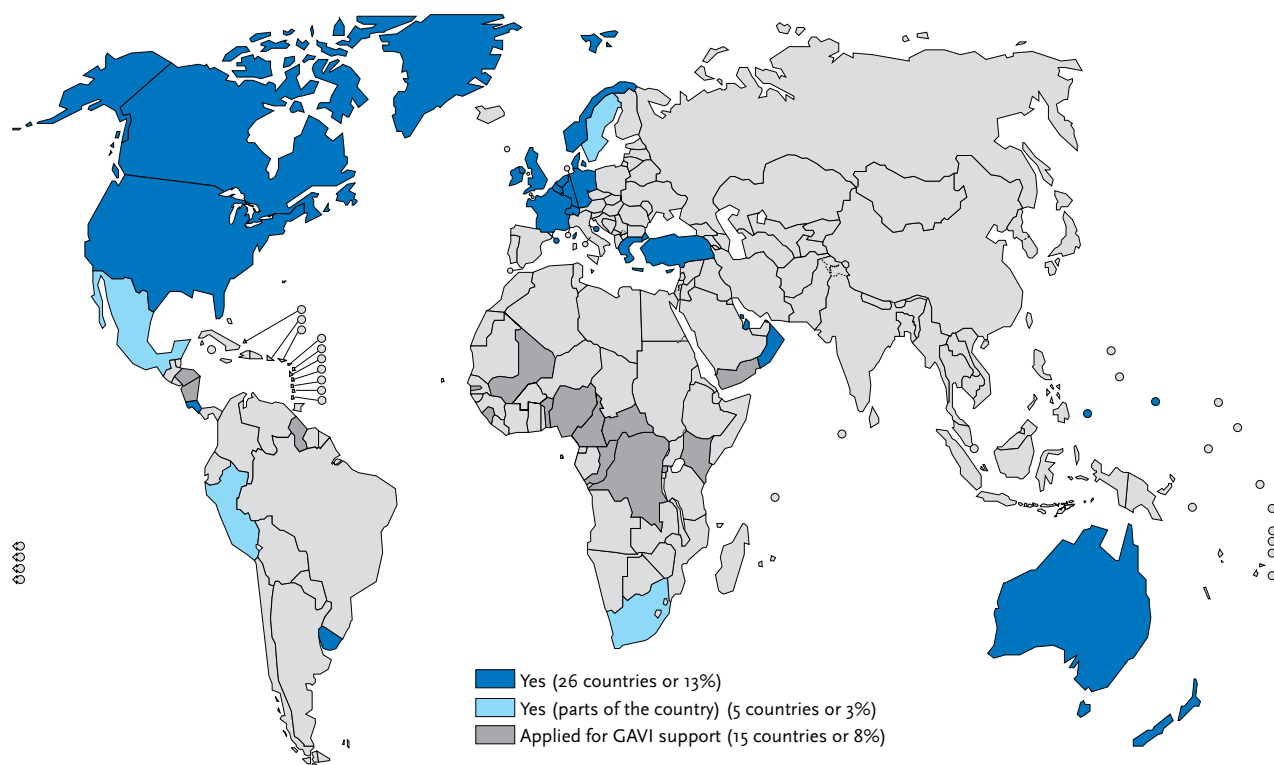 Yes (26 countries or 13%)
Yes (parts of the country) (5 countries or 3%)
Applied for GAVI support (15 countries or 8%)